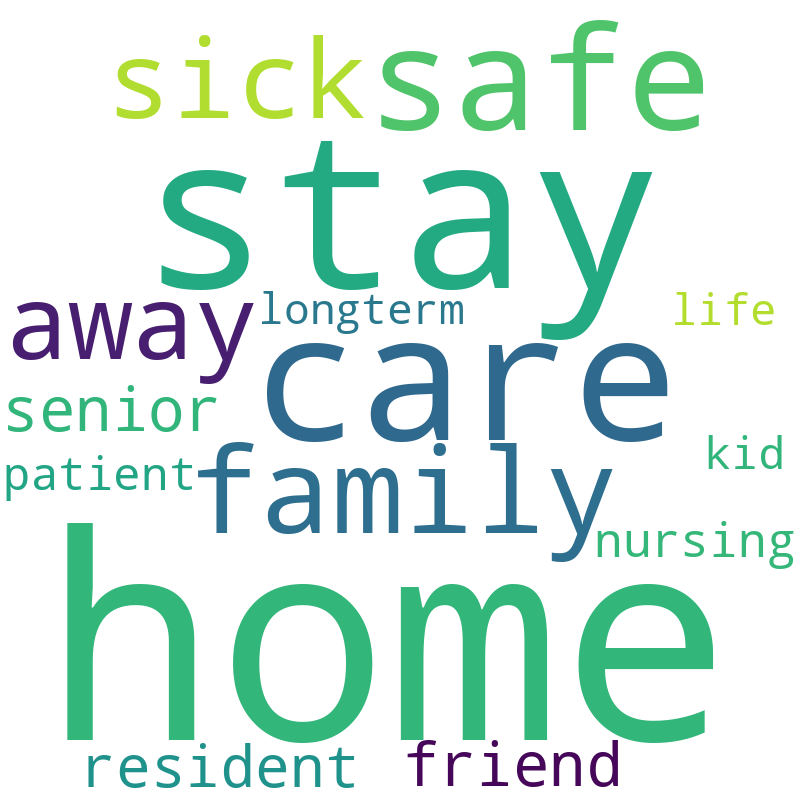 sick safe
stay
away longterm life
care
senior
family kid
patient
nursing
home
resident friend